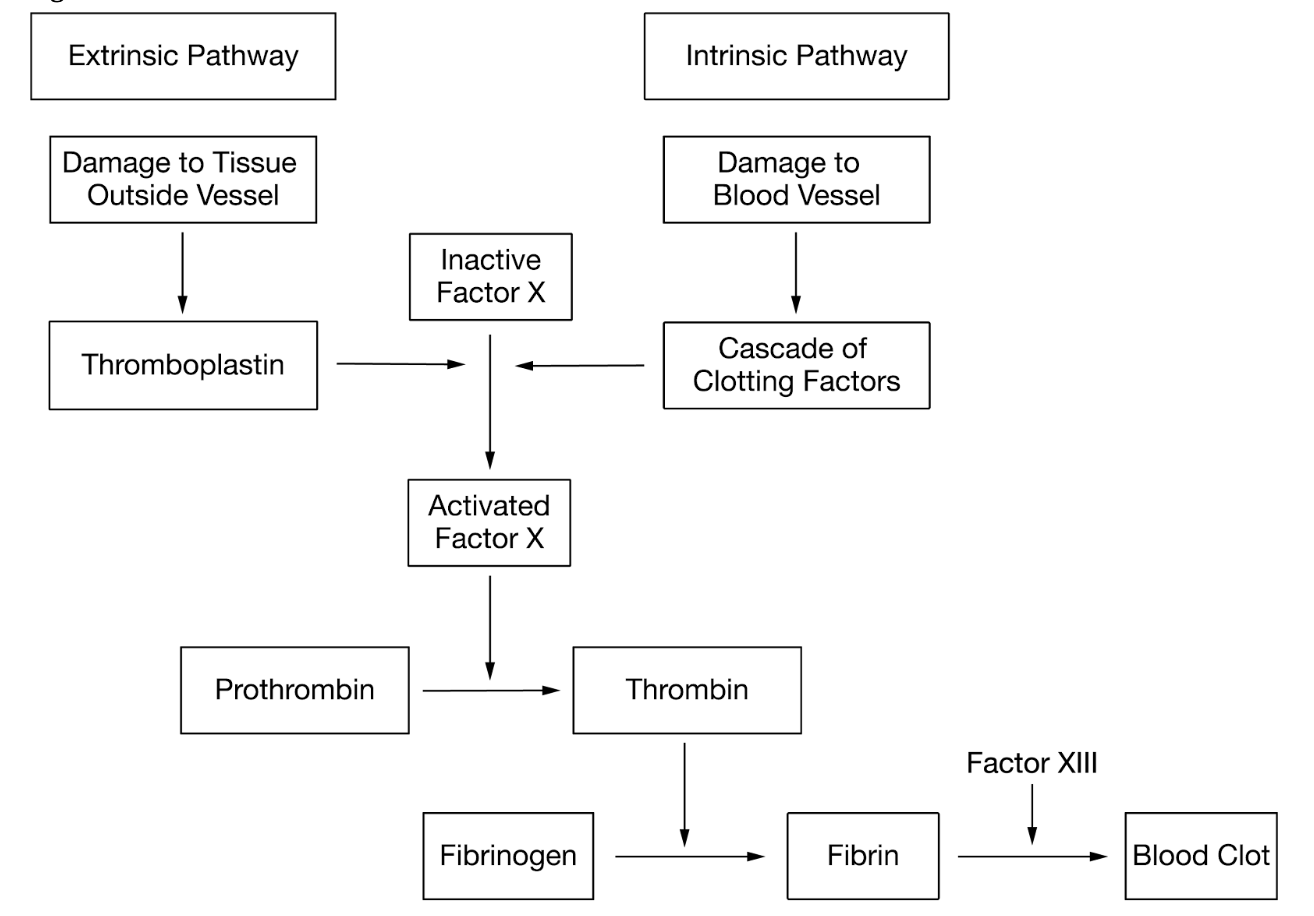 Extrinsic Pathway
Intrinsic Pathway
Damage to Tissue
Outside Vessel
Damage to
Blood Vessel
Inactive
Factor X
Thromboplastin
Cascade of
Clotting Factors
Activated
Factor X
Prothrombin
Thrombin
Factor XIII
Fibrinogen
Fibrin
Blood Clot